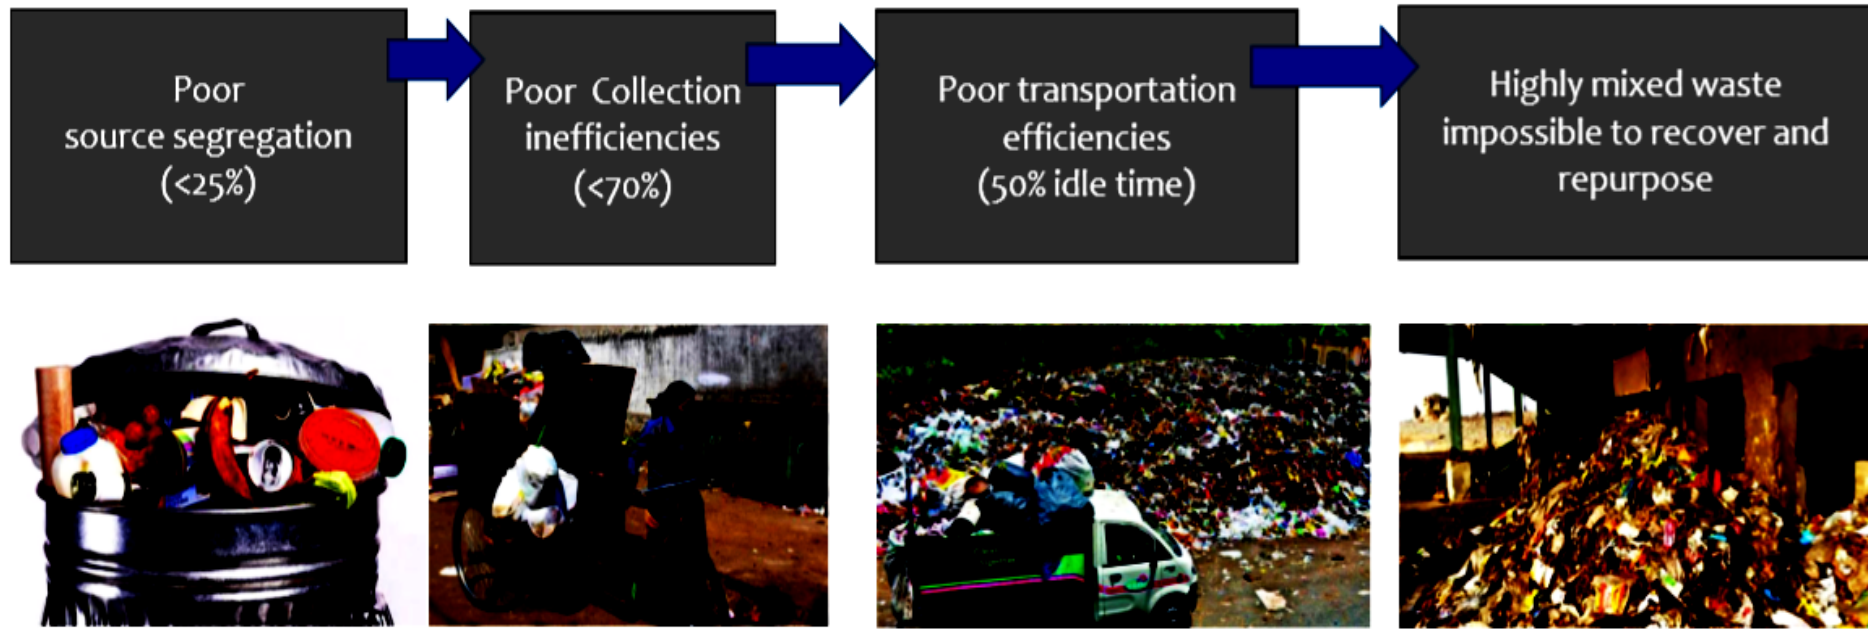 Poor
source segregation
(<25%)
Poor Collection
inefficiencies
(<70%)
Poor transportation
efficiencies
(50% idle time)
Highly mixed waste
impossible to recover and
repurpose